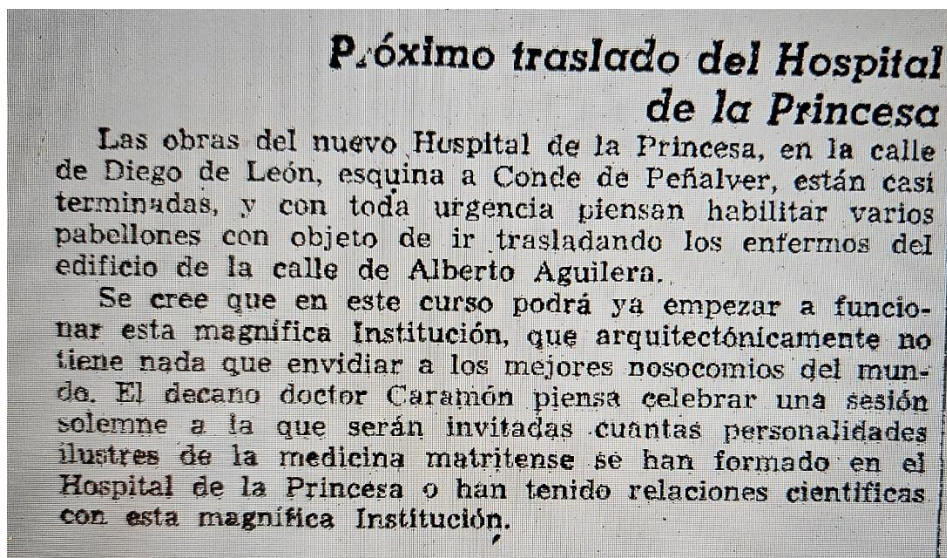 Próximo traslado del Hospital
de la Princesa
Las obras del nuevo Huspital de la Princesa, en la calle
de Diego de León, esquina a Conde de Peñalver, están casi
terminadas, y con toda urgencia piensan habilitar varios
pabellones con objeto de ir trasladando los enfermos del
edificio de la calle de Alberto Aguilera.
Se cree que en este curso podrá ya empezar a funcio-
nar esta magnífica Institución, que arquitectónicamente no
tiene nada que envidiar a los mejores nosocomios del mun-
do. El decano doctor Caramón piensa celebrar una sesión
solemne a la que serán invitadas cuantas personalidades
ilustres de la medicina matritense se han formado en el
Hospital de la Princesa o han tenido relaciones científicas
con esta magnífica Institución.